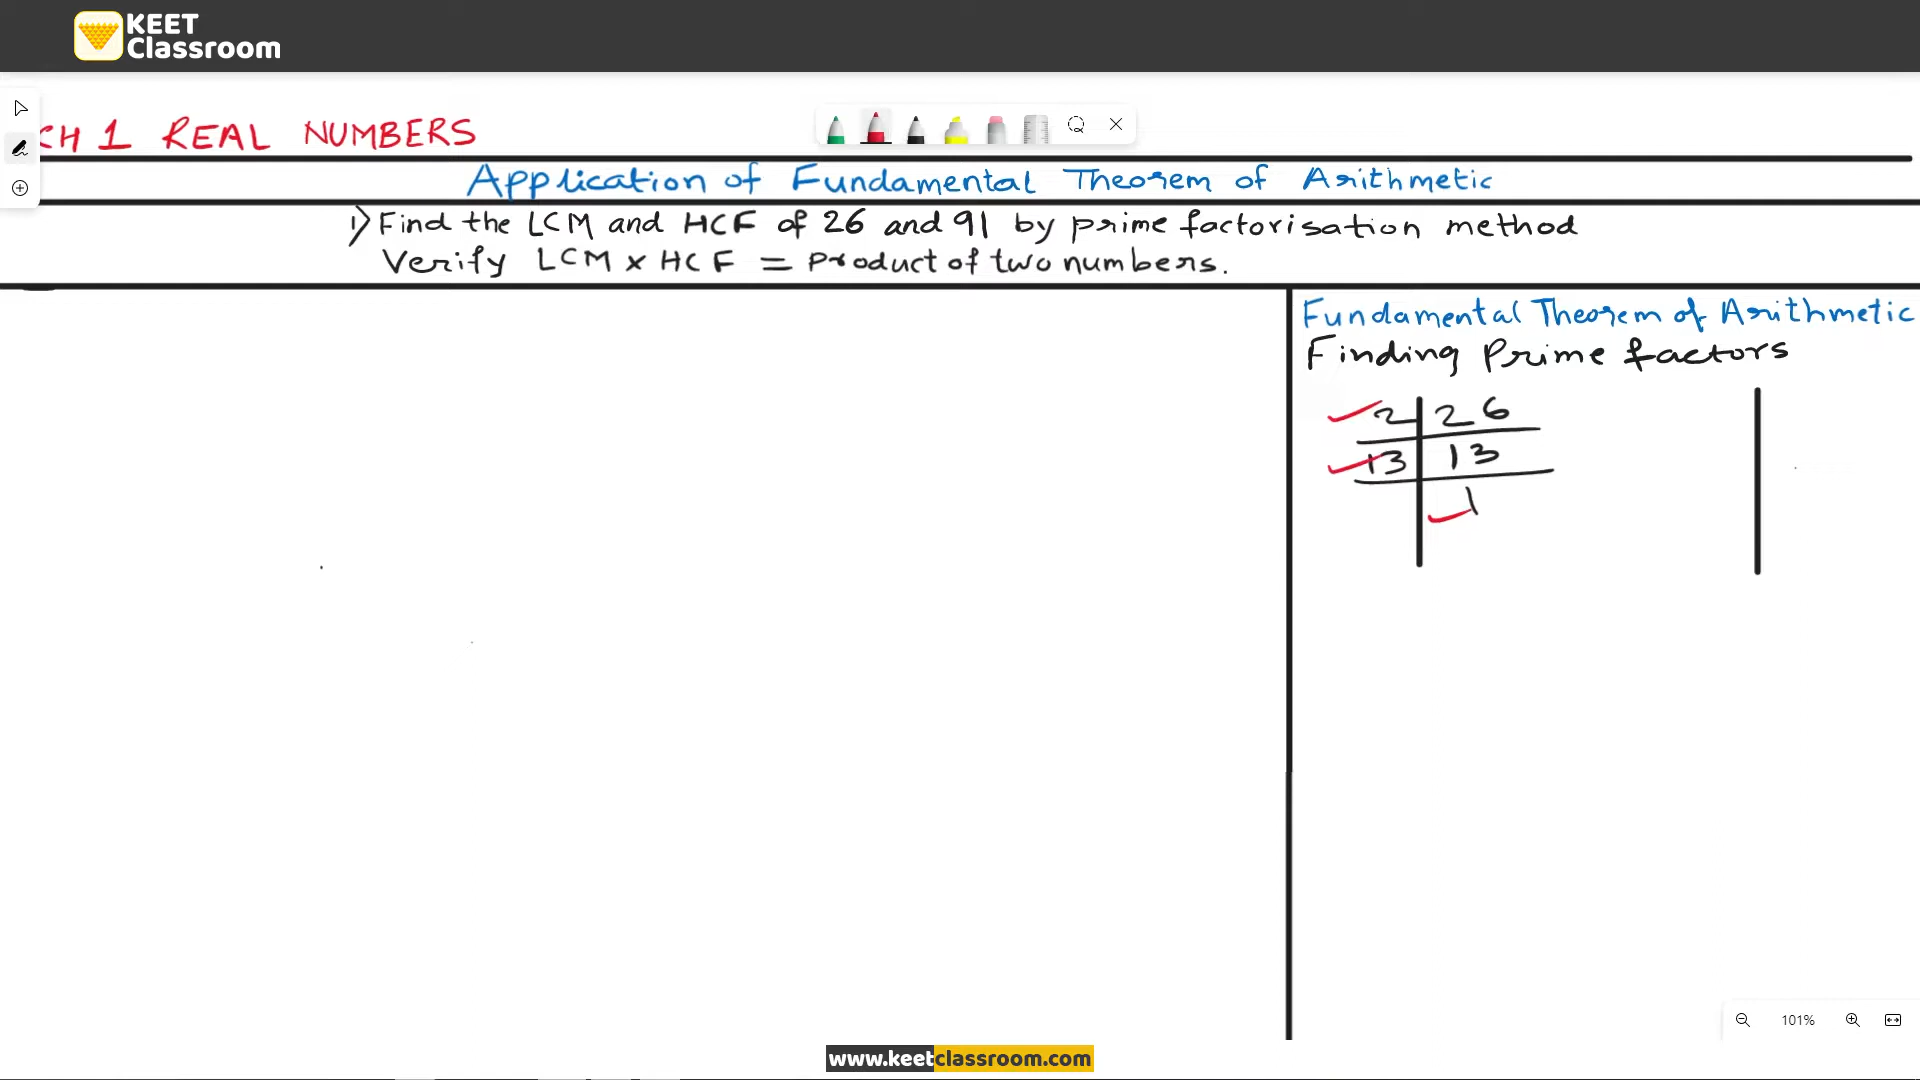 KEET
Classroom
CH 1 REAL NUMBERS
Application of Fundamental Theorem of Arithmetic
1) Find the LCM and HCF of 26 and 91 by prime factorisation method
Verify LCM × HCF = Product of two numbers.
Fundamental Theorem of Arithmetic
Finding Prime factors
2 26
13 13
1
101%
www.keetclassroom.com